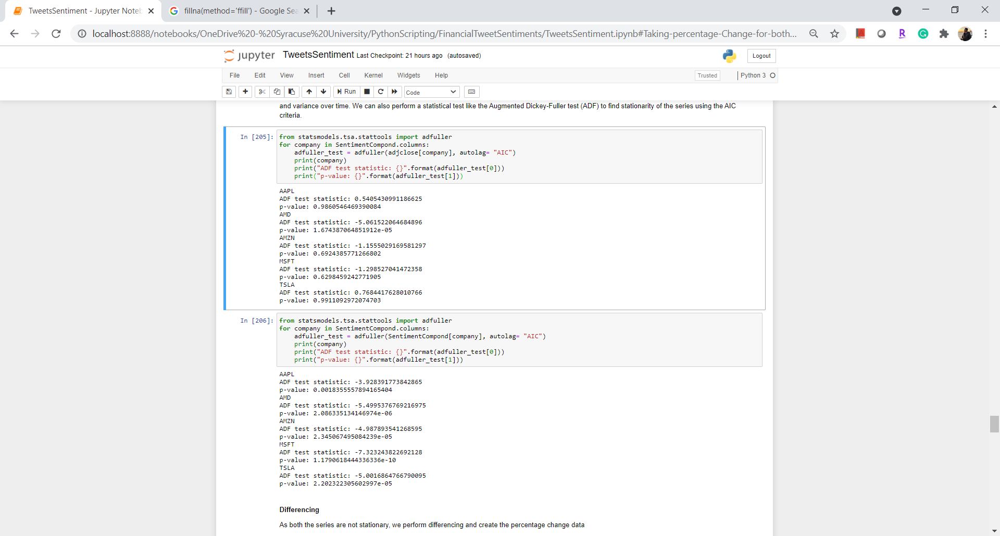 TweetsSentiment - Jupyter Noteb
fillna(method='ffill') - Google Sea
localhost:8888/notebooks/OneDrive%20-%20Syracuse%20University/PythonScripting/FinancialTweetSentiments/TweetsSentiment.ipynb#Taking-percentage-Change-for-both...
jupyter TweetsSentiment Last Checkpoint: 21 hours ago (autosaved)
Logout
File Edit View Insert Cell Kernel Widgets Help
Trusted
Python 3
Run
Code
and variance over time. We can also perform a statistical test like the Augmented Dickey-Fuller test (ADF) to find stationarity of the series using the AIC
criteria.
In [205]:
from statsmodels.tsa.stattools import adfuller
for company in SentimentCompond.columns:
    adfuller_test = adfuller(adjclose[company], autolag= "AIC")
    print(company)
    print("ADF test statistic: {}".format(adfuller_test[0]))
    print("p-value: {}".format(adfuller_test[1]))
AAPL
ADF test statistic: 0.5405430991186625
p-value: 0.9860546469390084
AMD
ADF test statistic: -5.061522064684896
p-value: 1.674387064851912e-05
AMZN
ADF test statistic: -1.1555029169581297
p-value: 0.6924385771266802
MSFT
ADF test statistic: -1.298527041472358
p-value: 0.6298459242771905
TSLA
ADF test statistic: 0.7684417628010766
p-value: 0.9911092972074703
In [206]:
from statsmodels.tsa.stattools import adfuller
for company in SentimentCompond.columns:
    adfuller_test = adfuller(SentimentCompond[company], autolag= "AIC")
    print(company)
    print("ADF test statistic: {}".format(adfuller_test[0]))
    print("p-value: {}".format(adfuller_test[1]))
AAPL
ADF test statistic: -3.928391773842865
p-value: 0.0018355557894165404
AMD
ADF test statistic: -5.4995376769216975
p-value: 2.086335134146974e-06
AMZN
ADF test statistic: -4.987893541268595
p-value: 2.345067495084239e-05
MSFT
ADF test statistic: -7.323243822692128
p-value: 1.1790618444336336e-10
TSLA
ADF test statistic: -5.0016864766790095
p-value: 2.202322305602997e-05
Differencing
As both the series are not stationary, we perform differencing and create the percentage change data